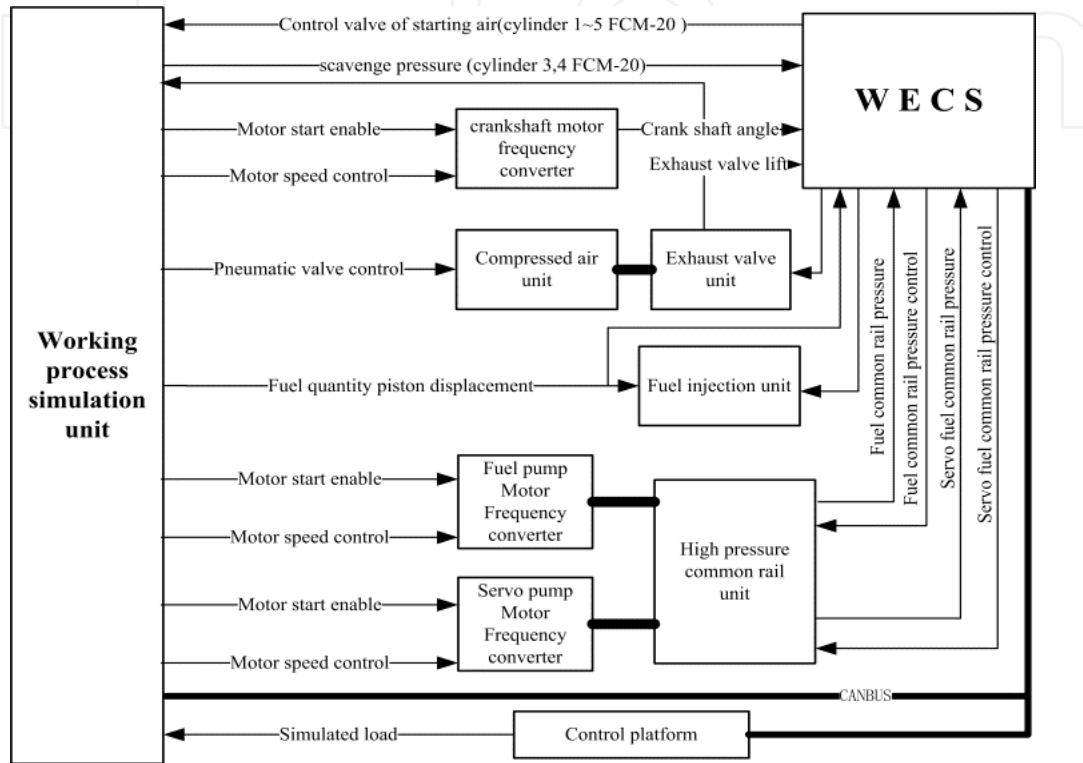 Control valve of starting air(cylinder 1~5 FCM-20 )
scavenge pressure (cylinder 3,4 FCM-20)
W E C S
Motor start enable
crankshaft motor
frequency
converter
Crank shaft angle
Motor speed control
Exhaust valve lift
Pneumatic valve control
Compressed air
unit
Exhaust valve
unit
Fuel common rail pressure
Fuel common rail pressure control
Servo fuel common rail pressure
Servo fuel common rail pressure control
Working
process
simulation
unit
Fuel quantity piston displacement
Fuel injection unit
Motor start enable
Motor speed control
Fuel pump
Motor
Frequency
converter
High pressure
common rail
unit
Motor start enable
Motor speed control
Servo pump
Motor
Frequency
converter
CANBUS
Simulated load
Control platform